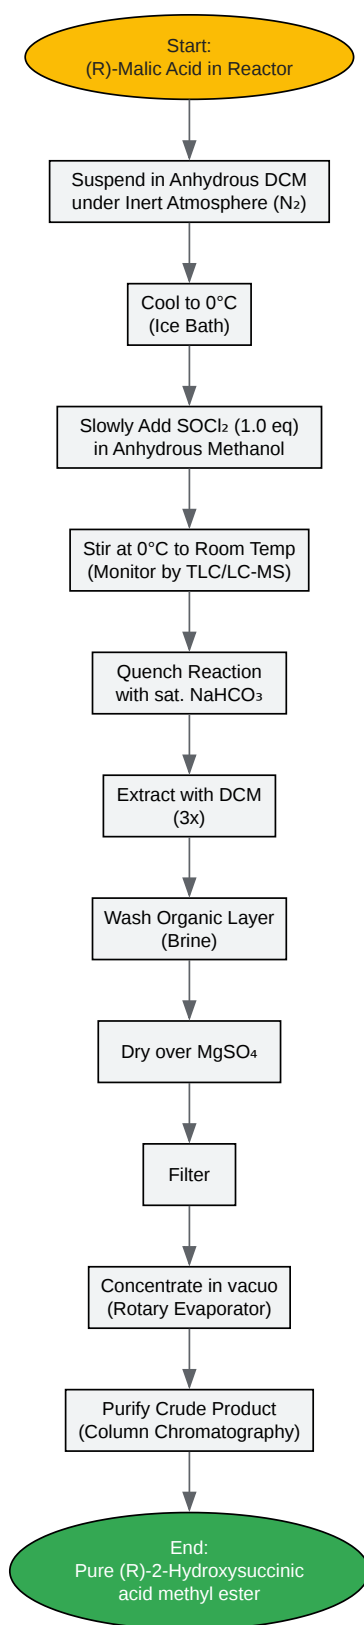 Start:
(R)-Malic Acid in Reactor
Suspend in Anhydrous DCM
under Inert Atmosphere (N₂)
Cool to 0°C
(Ice Bath)
Slowly Add SOCl₂ (1.0 eq)
in Anhydrous Methanol
Stir at 0°C to Room Temp
(Monitor by TLC/LC-MS)
Quench Reaction
with sat. NaHCO₃
Extract with DCM
(3x)
Wash Organic Layer
(Brine)
Dry over MgSO₄
Filter
Concentrate in vacuo
(Rotary Evaporator)
Purify Crude Product
(Column Chromatography)
End:
Pure (R)-2-Hydroxysuccinic
acid methyl ester